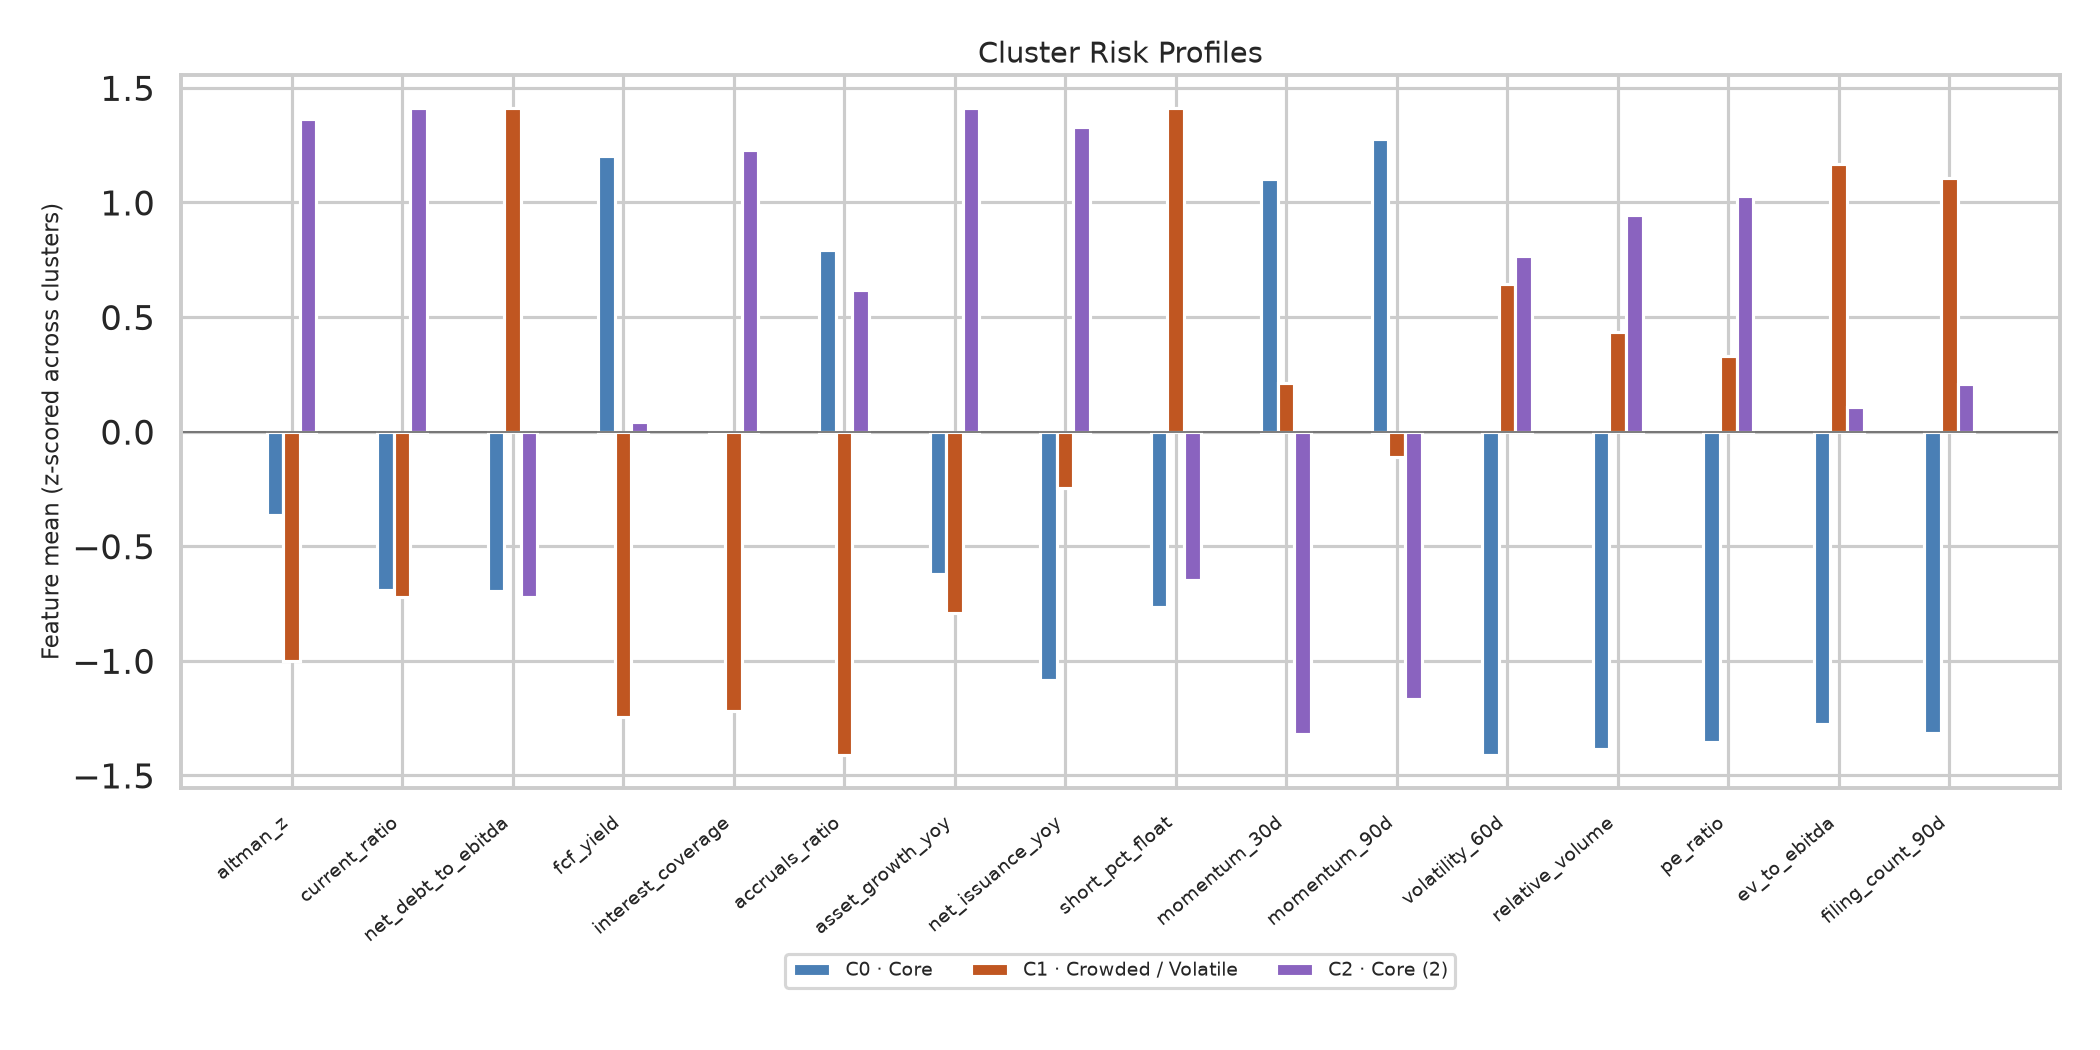 Cluster Risk Profiles
Feature mean (z-scored across clusters)
1.5
1.0
0.5
0.0
−0.5
−1.0
−1.5
altman_z
current_ratio
net_debt_to_ebitda
fcf_yield
interest_coverage
accruals_ratio
asset_growth_yoy
net_issuance_yoy
short_pct_float
momentum_30d
momentum_90d
volatility_60d
relative_volume
pe_ratio
ev_to_ebitda
filing_count_90d
C0 · Core
C1 · Crowded / Volatile
C2 · Core (2)